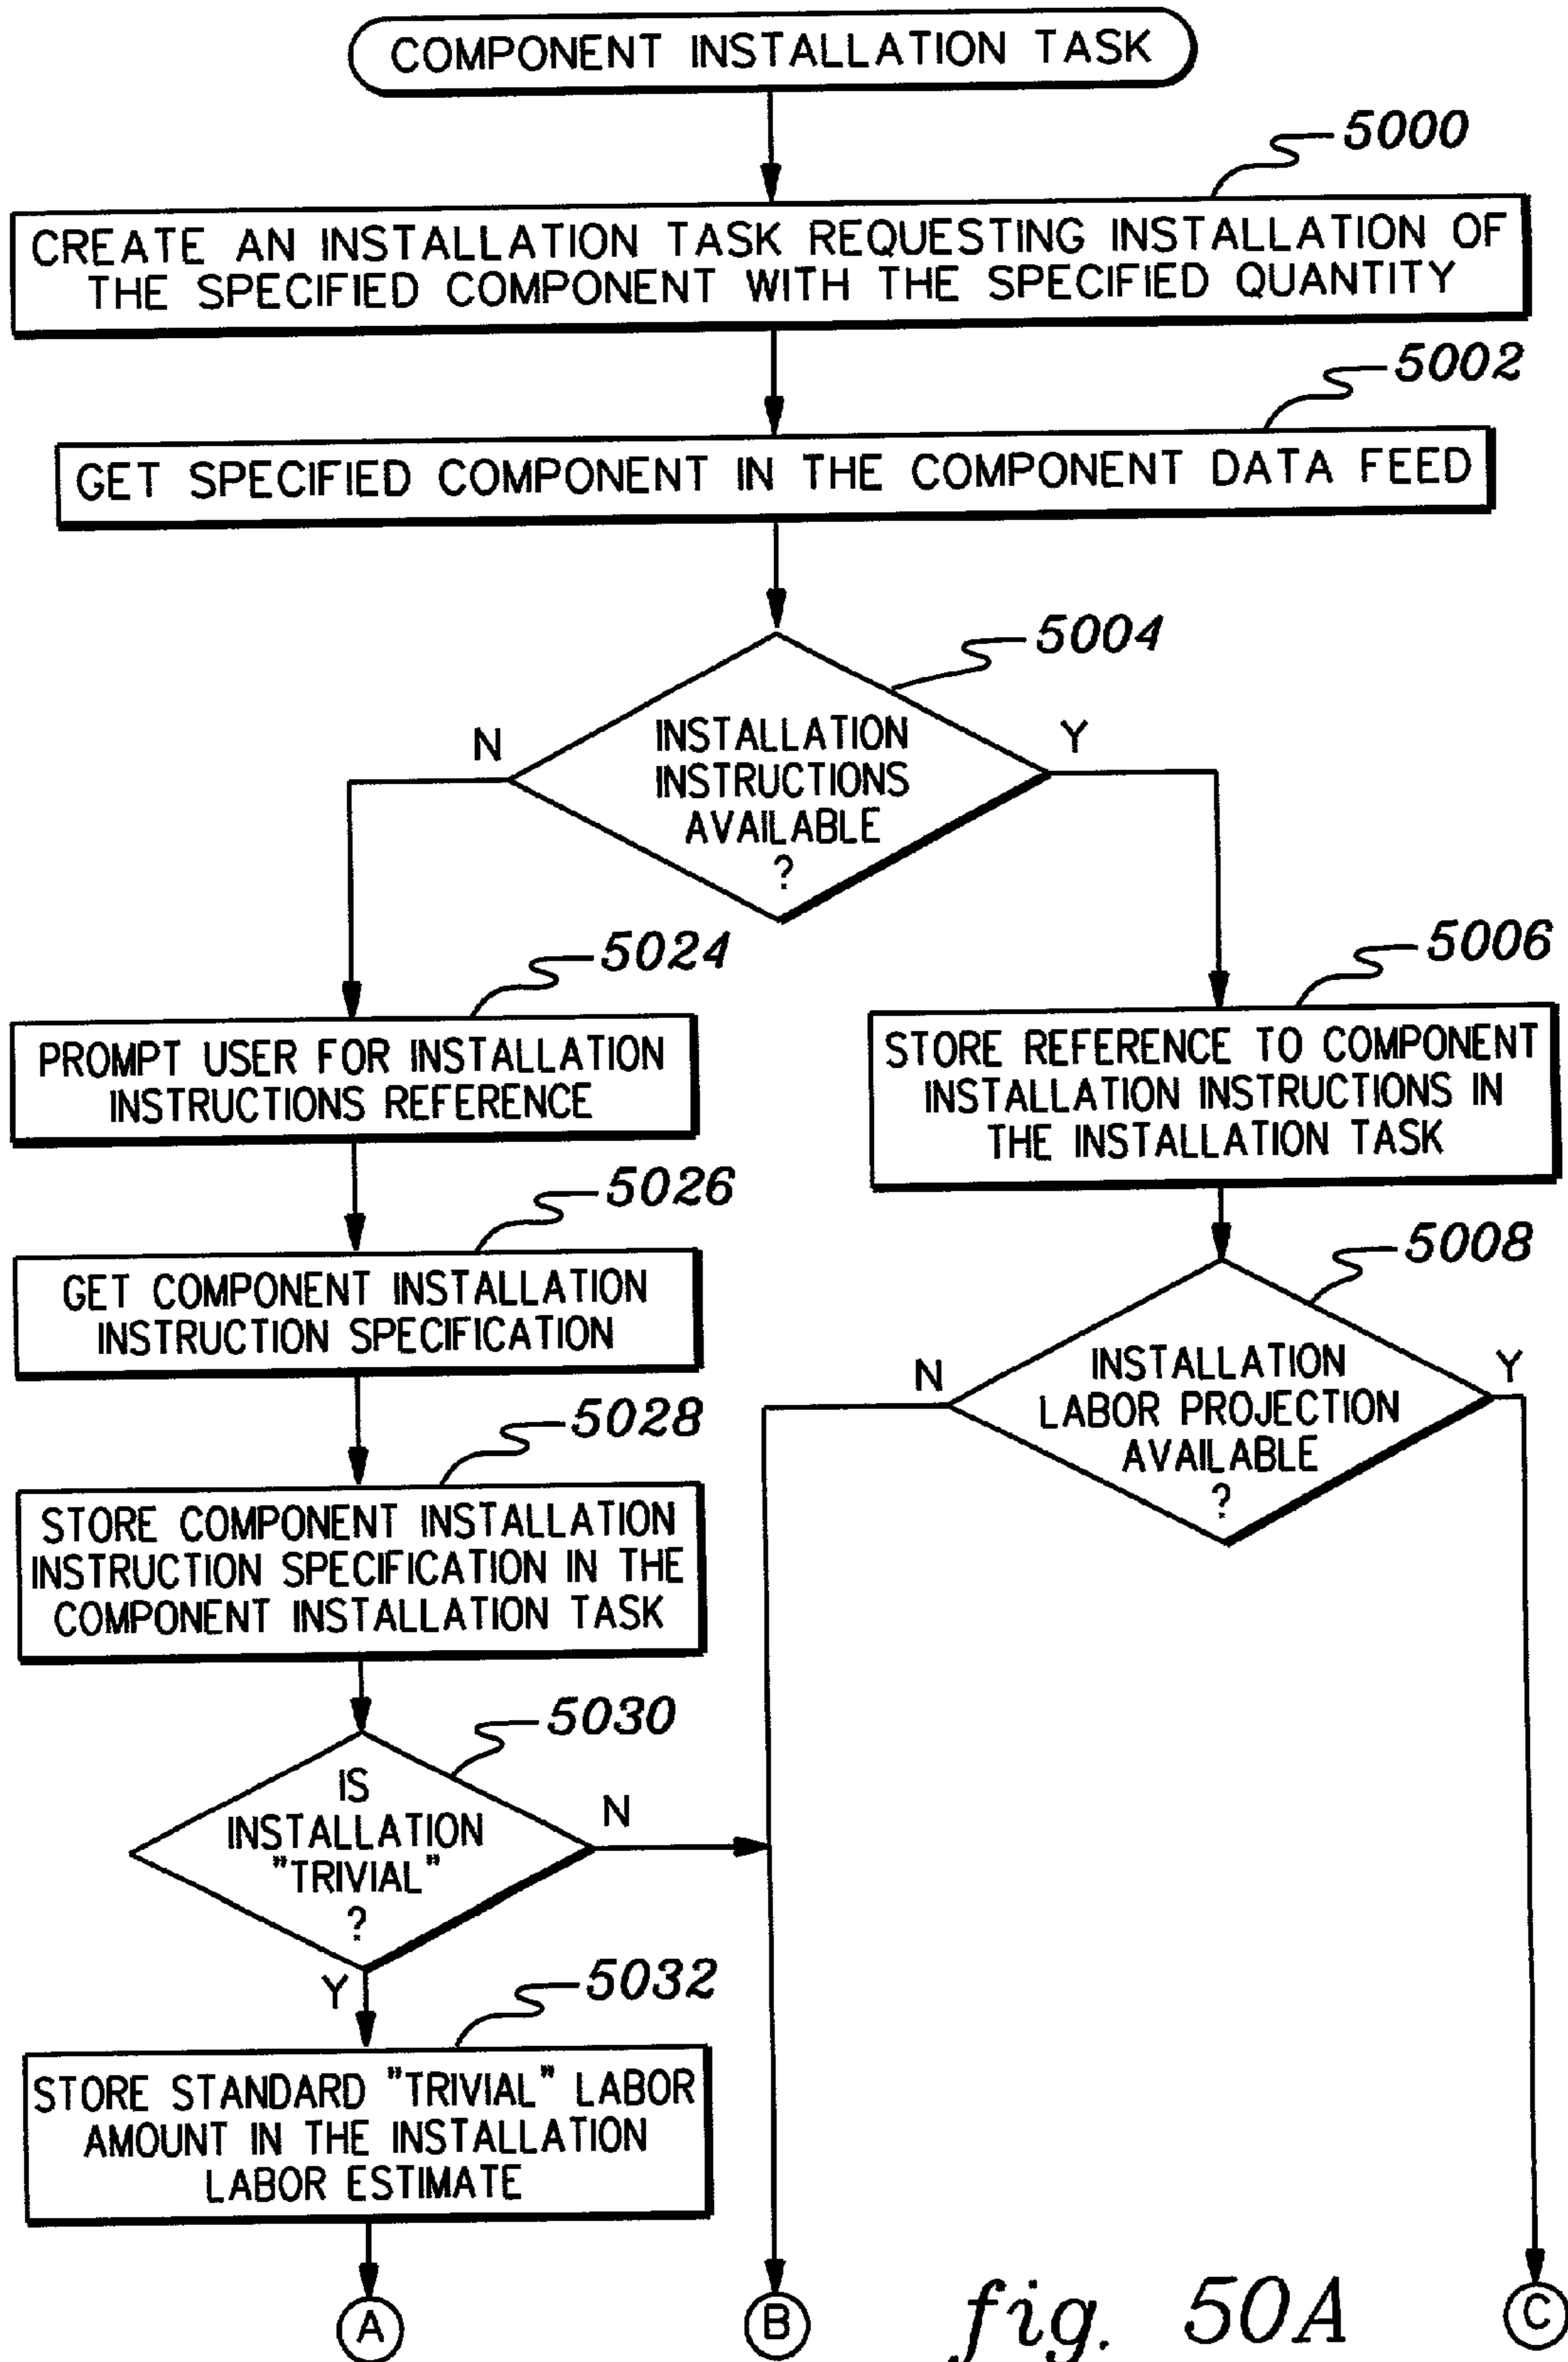 COMPONENT INSTALLATION TASK
5000
CREATE AN INSTALLATION TASK REQUESTING INSTALLATION OF
THE SPECIFIED COMPONENT WITH THE SPECIFIED QUANTITY
5002
GET SPECIFIED COMPONENT IN THE COMPONENT DATA FEED
5004
INSTALLATION
INSTRUCTIONS
AVAILABLE
?
N
Y
5024
PROMPT USER FOR INSTALLATION
INSTRUCTIONS REFERENCE
5006
STORE REFERENCE TO COMPONENT
INSTALLATION INSTRUCTIONS IN
THE INSTALLATION TASK
5026
GET COMPONENT INSTALLATION
INSTRUCTION SPECIFICATION
5008
INSTALLATION
LABOR PROJECTION
AVAILABLE
?
N
Y
5028
STORE COMPONENT INSTALLATION
INSTRUCTION SPECIFICATION IN THE
COMPONENT INSTALLATION TASK
5030
IS
INSTALLATION
"TRIVIAL"
?
N
Y
5032
STORE STANDARD "TRIVIAL" LABOR
AMOUNT IN THE INSTALLATION
LABOR ESTIMATE
A
B
C
fig. 50A